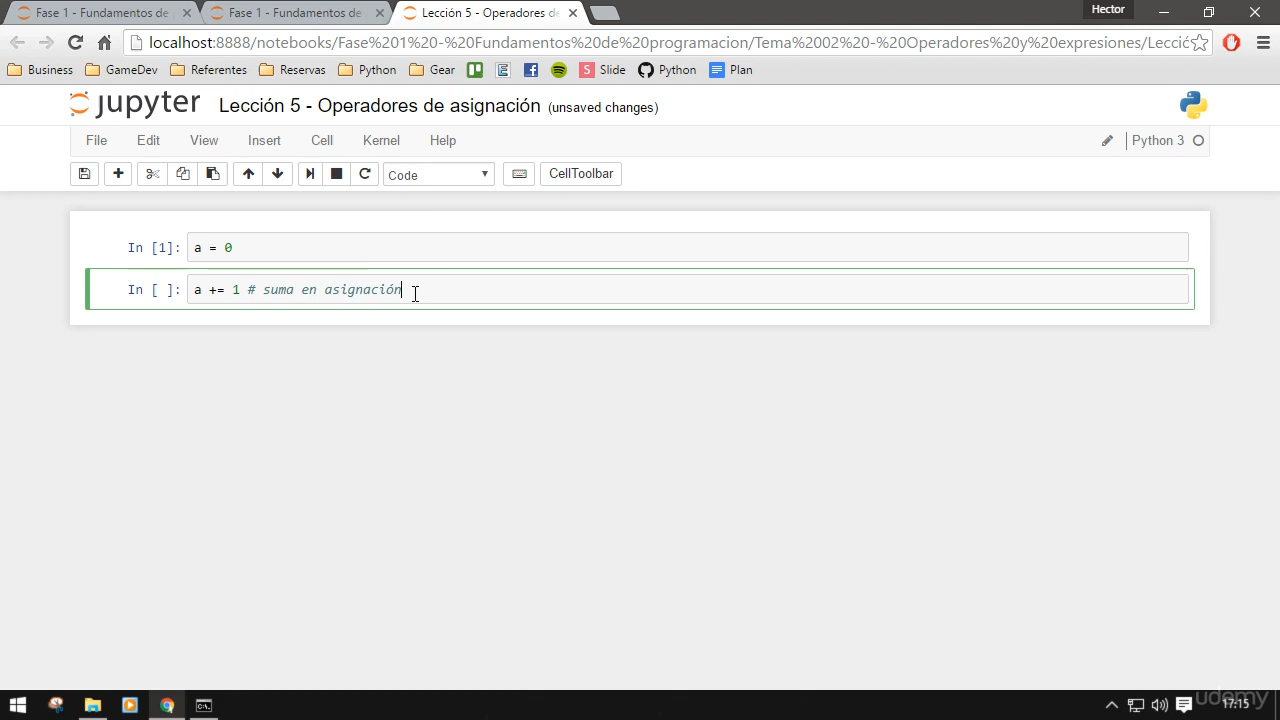 Fase 1 - Fundamentos de
Fase 1 - Fundamentos de
Lección 5 - Operadores de
Hector
localhost:8888/notebooks/Fase%201%20-%20Fundamentos%20de%20programacion/Tema%2002%20-%20Operadores%20y%20expresiones/Lecció
Business
GameDev
Referentes
Reservas
Python
Gear
Slide
Python
Plan
jupyter
Lección 5 - Operadores de asignación (unsaved changes)
File Edit View Insert Cell Kernel Help
Python 3
Code
CellToolbar
In [1]: a = 0
In [ ]: a += 1 # suma en asignación
udemy
17:15